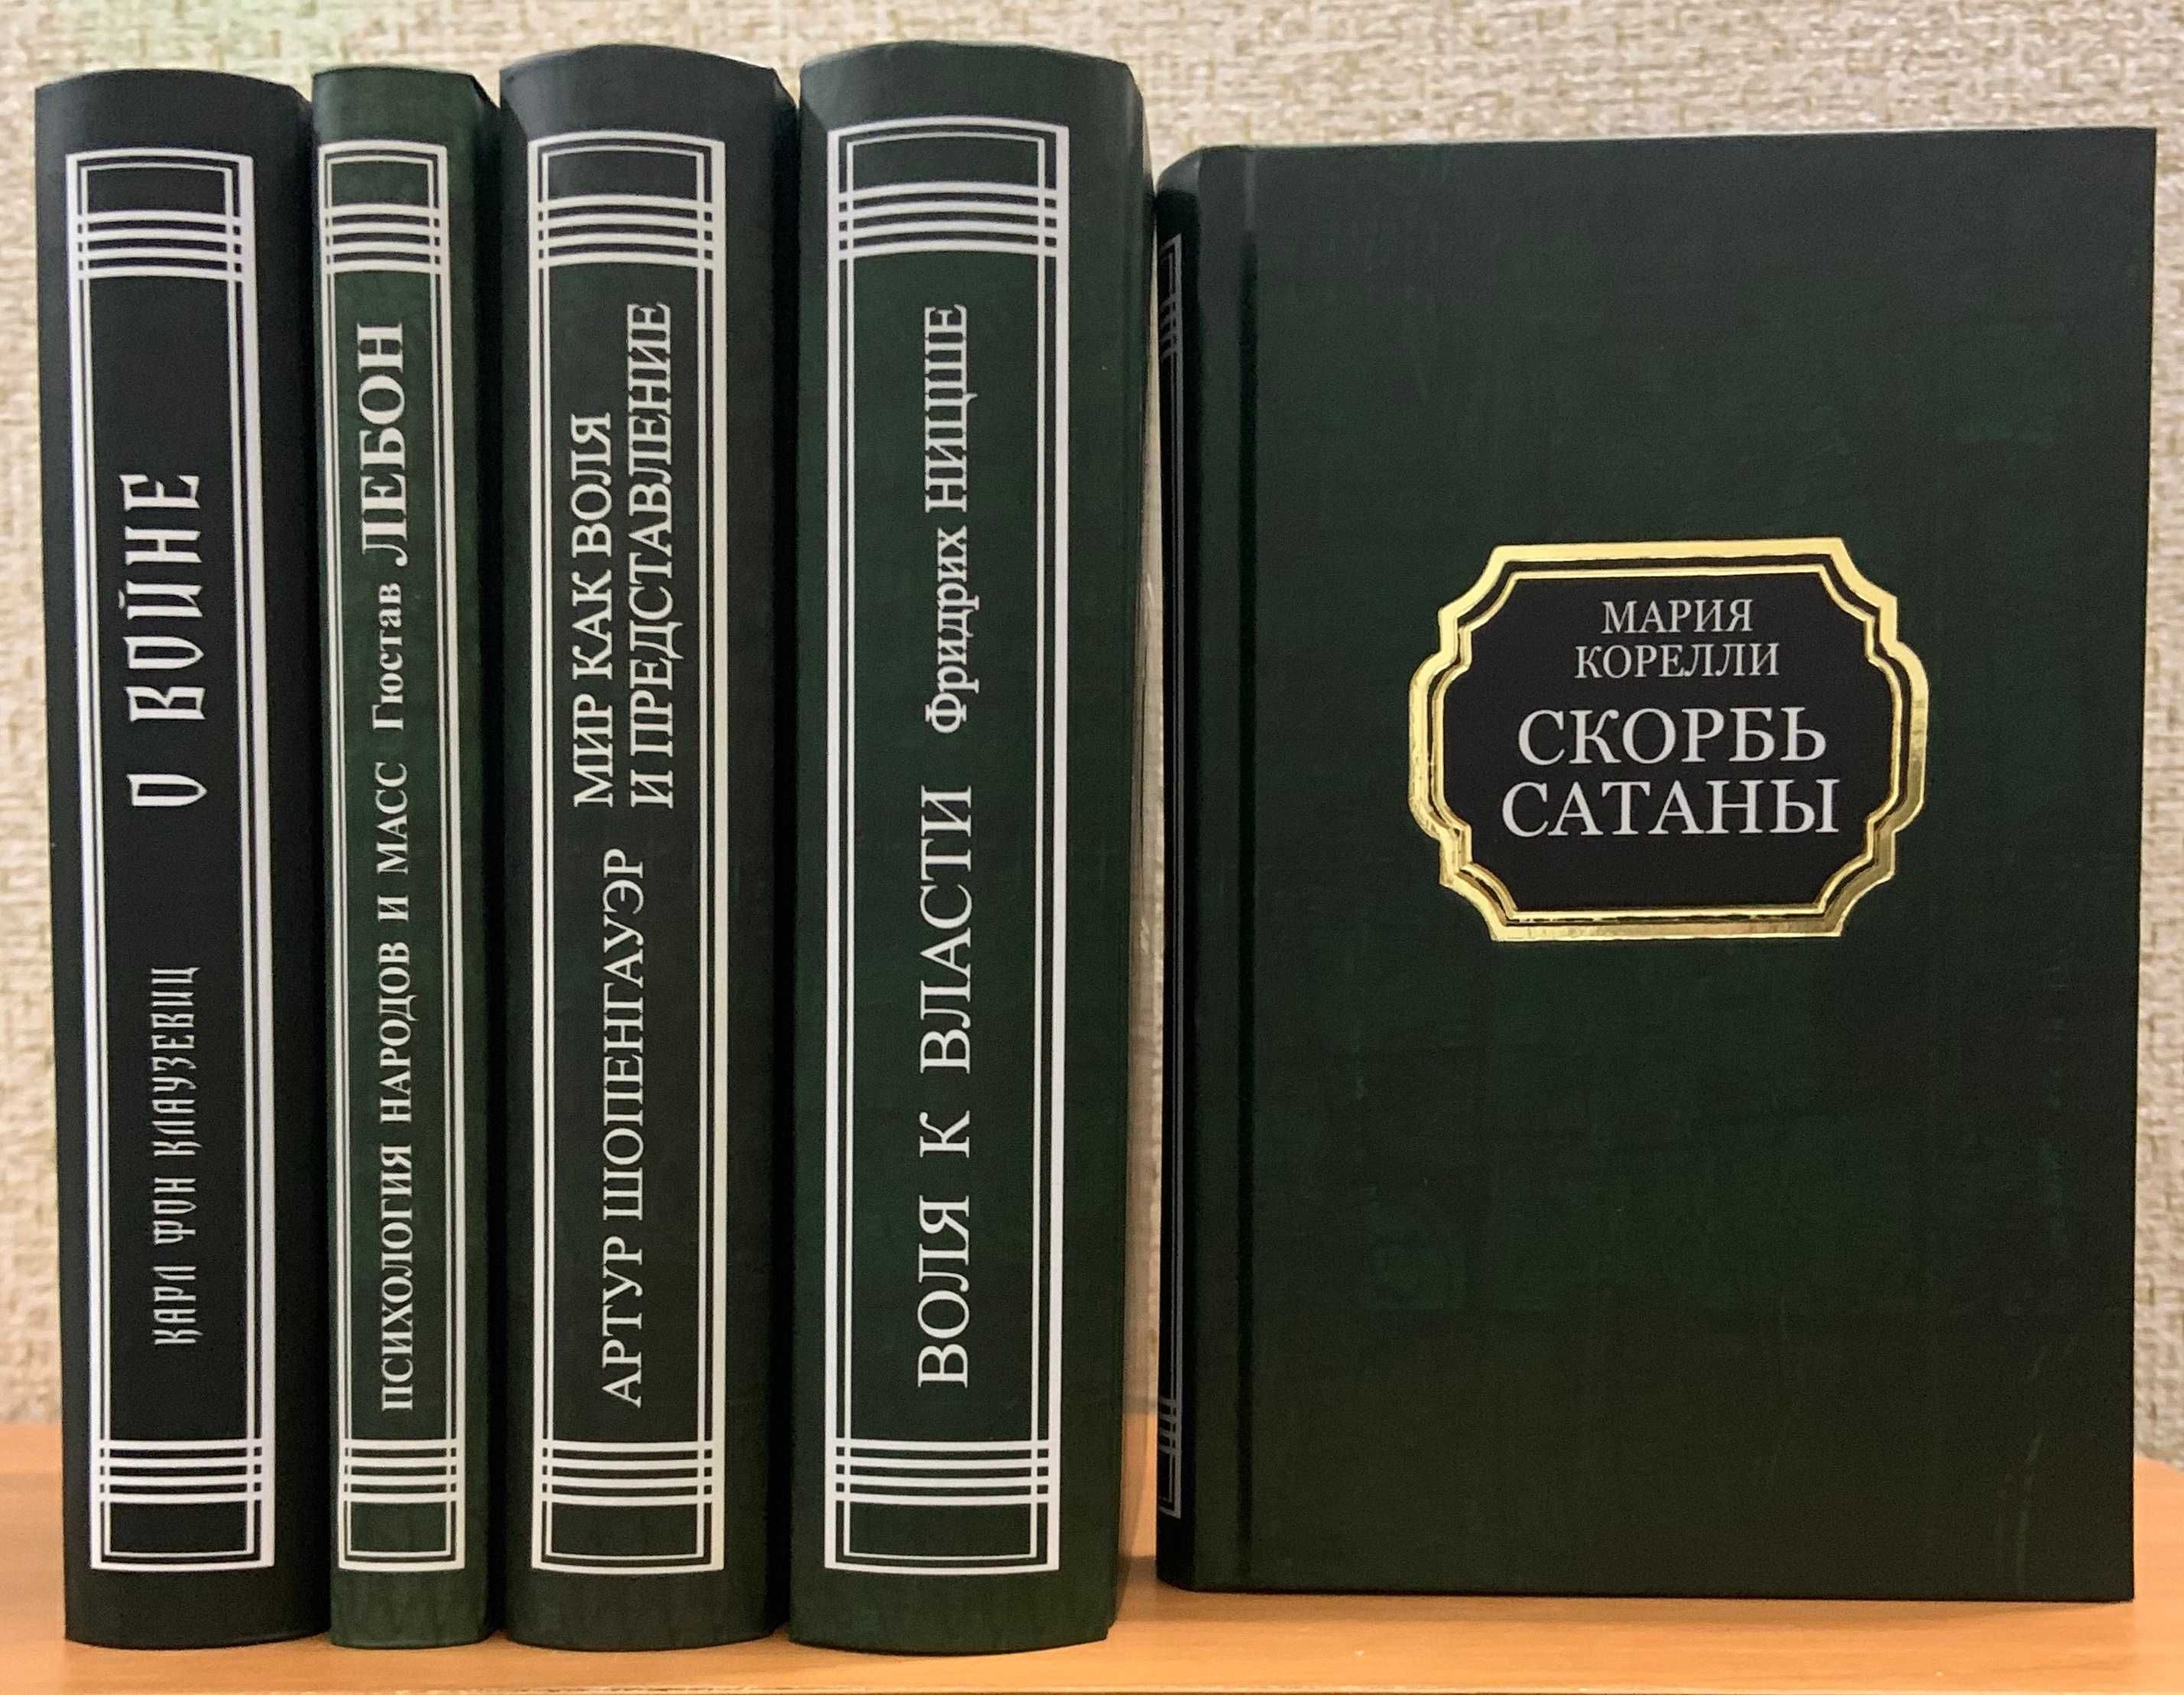 КАРЛ ФОН КЛАУЗЕВИЦ О ВОЙНЕ
ПСИХОЛОГИЯ НАРОДОВ И МАСС Гюстав ЛЕБОН
АРТУР ШОПЕНГАУЭР
МИР КАК ВОЛЯ
И ПРЕДСТАВЛЕНИЕ
ВОЛЯ К ВЛАСТИ Фридрих НИЦШЕ
МАРИЯ
КОРЕЛЛИ
СКОРБЬ
САТАНЫ